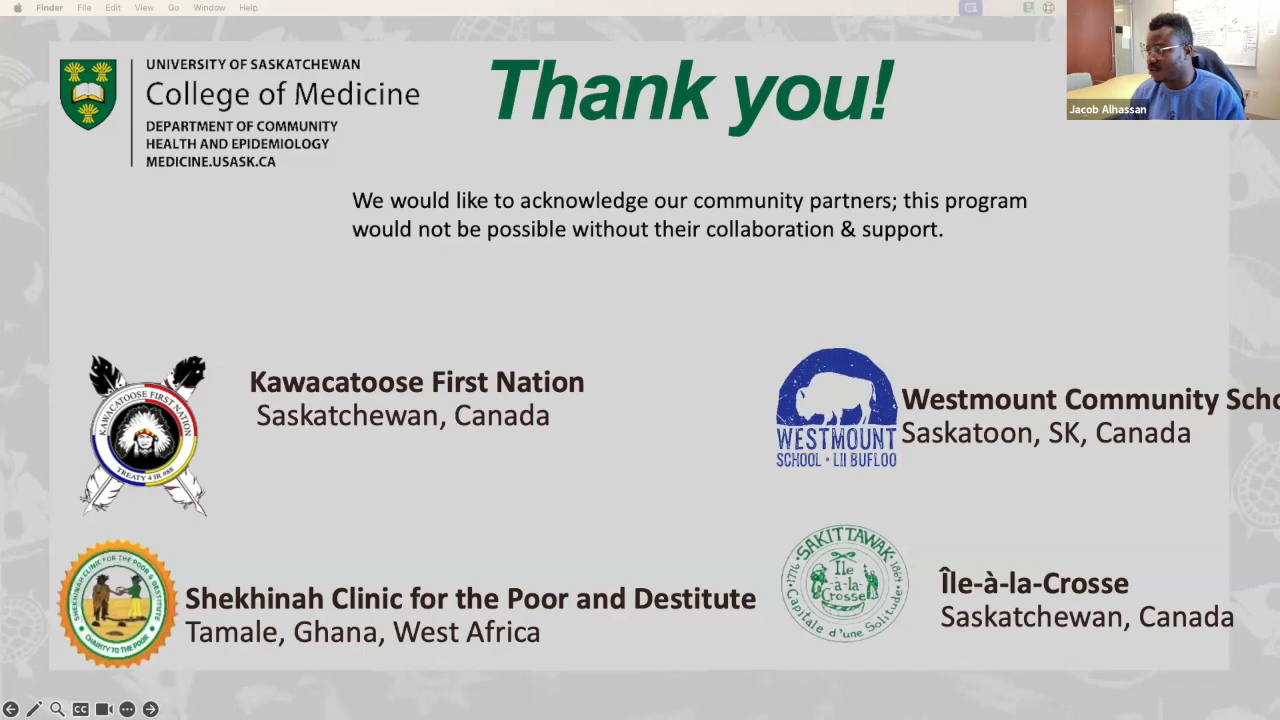 Finder File Edit View Go Window Help
UNIVERSITY OF SASKATCHEWAN
College of Medicine
DEPARTMENT OF COMMUNITY
HEALTH AND EPIDEMIOLOGY
MEDICINE.USASK.CA
Thank you!
Jacob Alhassan
We would like to acknowledge our community partners; this program
would not be possible without their collaboration & support.
KAWACATOOSE FIRST NATION
TREATY 4 IR #88
Kawacatoose First Nation
Saskatchewan, Canada
WESTMOUNT
SCHOOL • LII BUFLOO
Westmount Community Scho
Saskatoon, SK, Canada
SHEKHINAH CLINIC FOR THE POOR & DESTITUTE
CHARITY TO THE POOR
Shekhinah Clinic for the Poor and Destitute
Tamale, Ghana, West Africa
SAKITTAWAK
Île
à-la
Crosse
Capitale d'une Solitude
Île-à-la-Crosse
Saskatchewan, Canada
CC